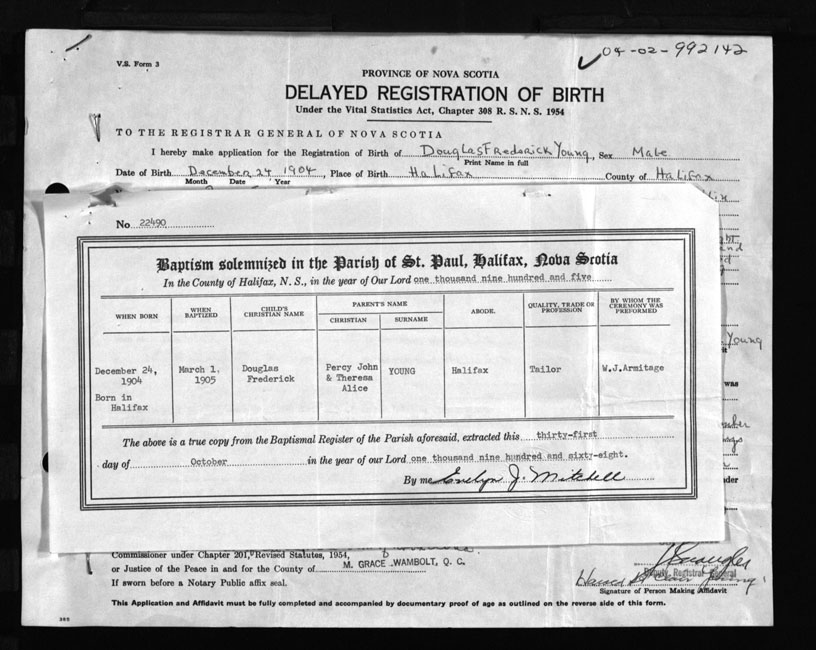 04-02-992142
V.S. Form 3
PROVINCE OF NOVA SCOTIA
DELAYED REGISTRATION OF BIRTH
Under the Vital Statistics Act, Chapter 308 R. S. N. S. 1954
TO THE REGISTRAR GENERAL OF NOVA SCOTIA
I hereby make application for the Registration of Birth of Douglas Frederick Young, Sex Male
Print Name in full
Date of Birth December 24 1904, Place of Birth Halifax County of Halifax
Month Date Year
No 22490
Baptism solemnized in the Parish of St. Paul, Halifax, Nova Scotia
In the County of Halifax, N. S., in the year of Our Lord one thousand nine hundred and five
WHEN BORN WHEN BAPTIZED CHILD'S CHRISTIAN NAME PARENT'S NAME CHRISTIAN SURNAME ABODE. QUALITY, TRADE OR PROFESSION BY WHOM THE CEREMONY WAS PREFORMED
December 24, 1904 March 1, 1905 Douglas Frederick Percy John & Theresa Alice YOUNG Halifax Tailor W.J.Armitage
Born in Halifax
Young
was
The above is a true copy from the Baptismal Register of the Parish aforesaid, extracted this thirty-first
day of October in the year of our Lord one thousand nine hundred and sixty-eight.
By me Evelyn J. Mitchell
Commissioner under Chapter 201, Revised Statutes, 1954,
or Justice of the Peace in and for the County of M. GRACE WAMBOLT, Q. C.
If sworn before a Notary Public affix seal.
Deputy Registrar General
Signature of Person Making Affidavit
This Application and Affidavit must be fully completed and accompanied by documentary proof of age as outlined on the reverse side of this form.